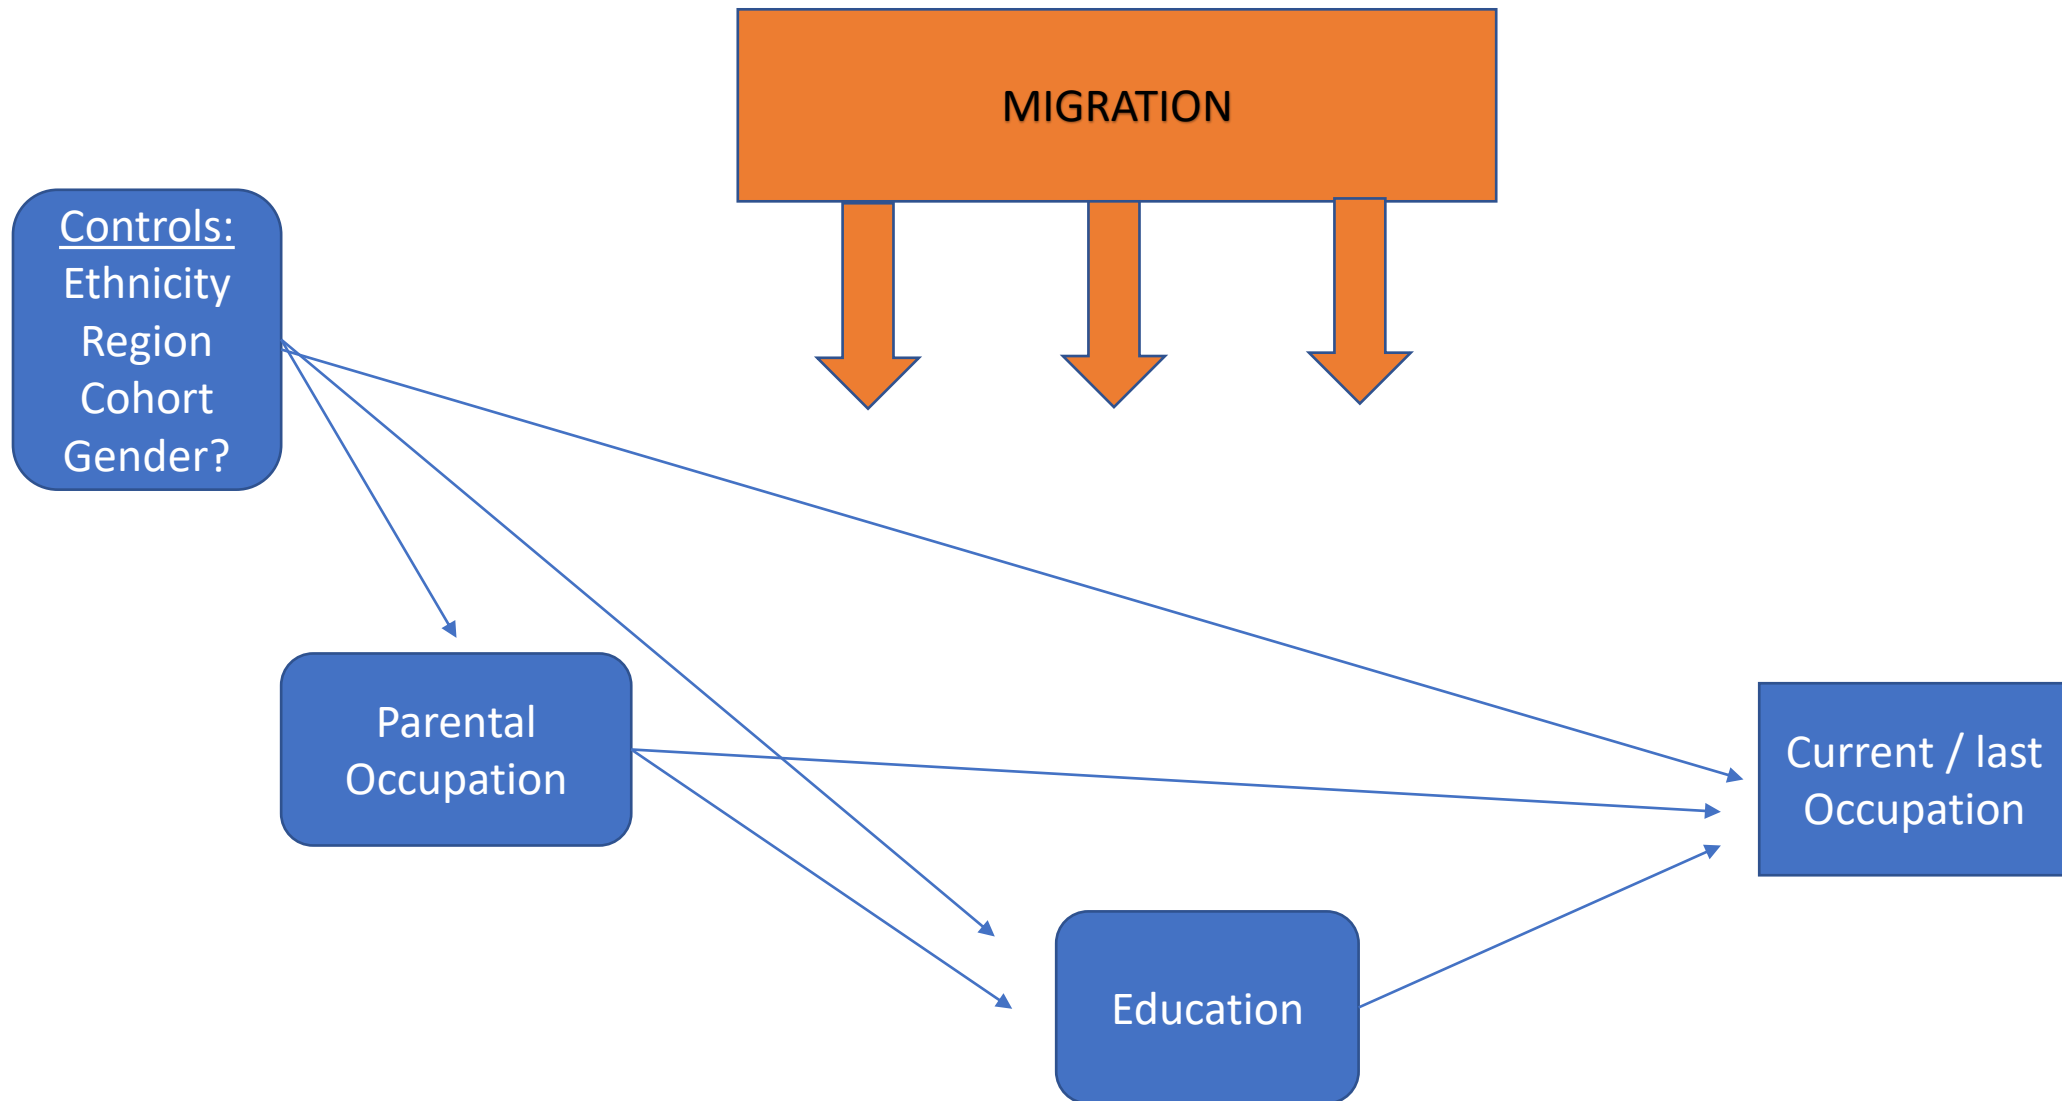 MIGRATION
Controls:
Ethnicity
Region
Cohort
Gender?
Parental
Occupation
Current / last
Occupation
Education